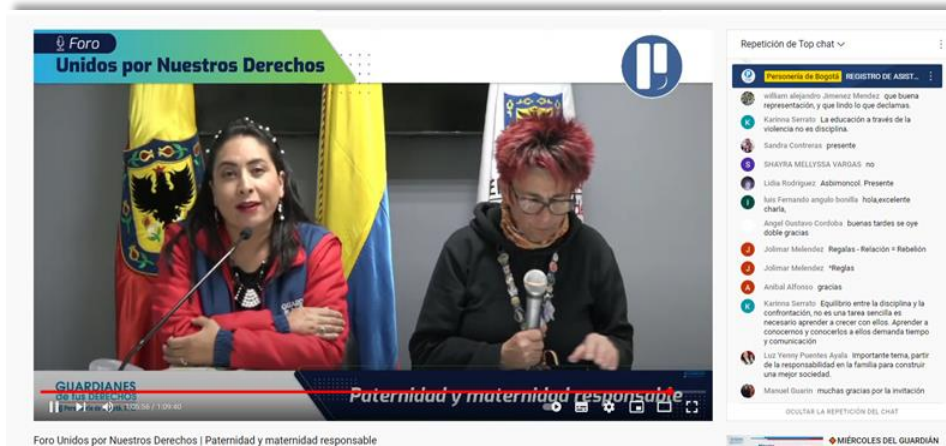 Foro
Unidos por Nuestros Derechos
GUARDIANES
de tus DERECHOS
Paternidad y maternidad responsable
1:05:56 / 1:09:40
Foro Unidos por Nuestros Derechos | Paternidad y maternidad responsable
Repetición de Top chat
Personería de Bogotá REGISTRO DE ASIST...
william alejandro Jimenez Mendez que buena
representación, y que lindo lo que declamas.
K
Karinna Serrato La educación a través de la
violencia no es disciplina.
Sandra Contreras presente
S
SHAYRA MELLYSSA VARGAS no
Lidia Rodriguez Asbimoncol. Presente
luis Fernando angulo bonilla hola,excelente
charla,
Angel Gustavo Cordoba buenas tardes se oye
doble gracias
J
Jolimar Melendez Regalas - Relación = Rebelión
J
Jolimar Melendez *Reglas
A
Anibal Alfonso gracias
K
Karinna Serrato Equilibrio entre la disciplina y la
confrontación, no es una tarea sencilla es
necesario aprender a crecer con ellos. Aprender a
conocernos y conocerlos a ellos demanda tiempo
y comunicación
Luz Yenny Puentes Ayala Importante tema, partir
de la responsabilidad en la familia para construir
una mejor sociedad.
Manuel Guarin muchas gracias por la invitación
OCULTAR LA REPETICIÓN DEL CHAT
MIÉRCOLES DEL GUARDIÁN